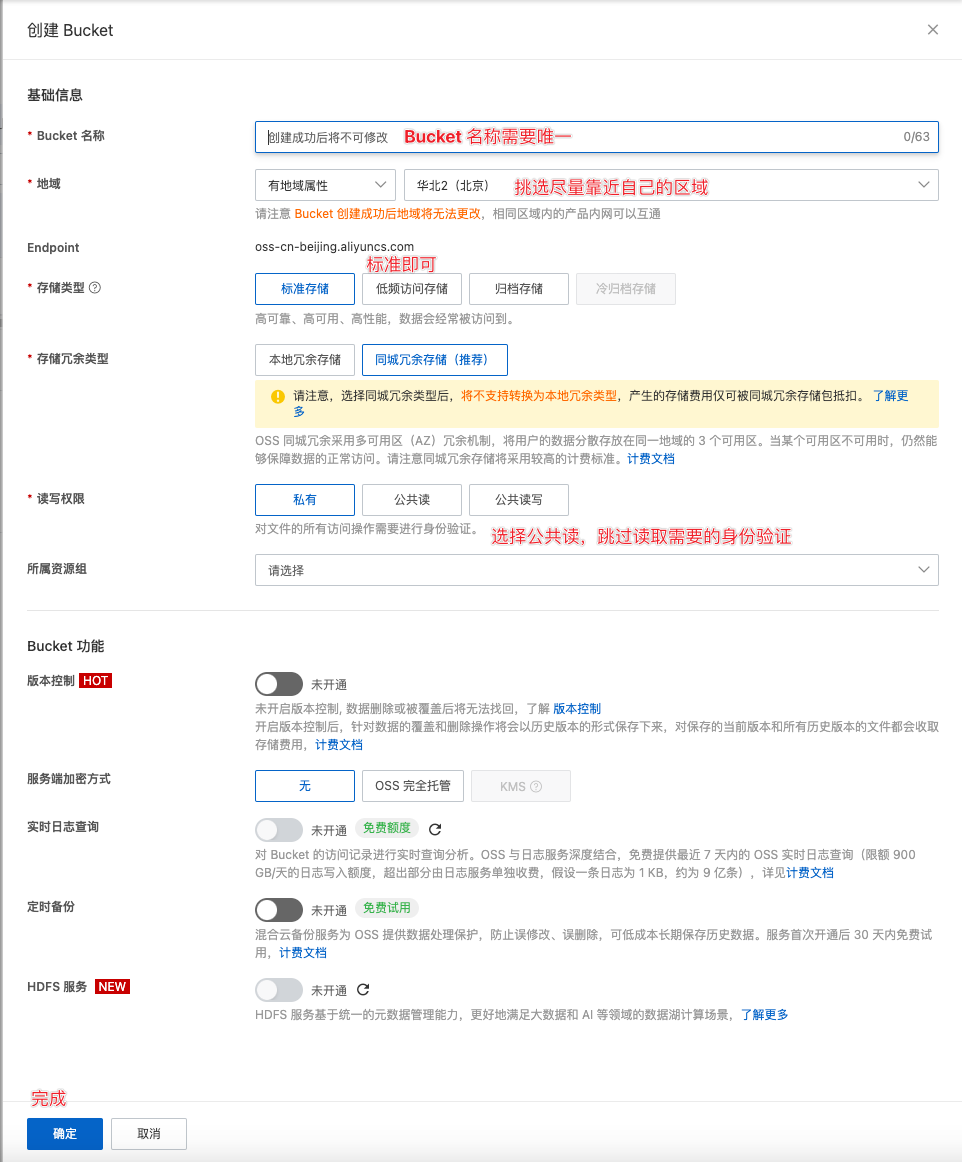 创建 Bucket
基础信息
* Bucket 名称
创建成功后将不可修改 Bucket 名称需要唯一 0/63
* 地域
有地域属性 华北2（北京） 挑选尽量靠近自己的区域
请注意 Bucket 创建成功后地域将无法更改，相同区域内的产品内网可以互通
Endpoint
oss-cn-beijing.aliyuncs.com
标准即可
* 存储类型
标准存储 低频访问存储 归档存储 冷归档存储
高可靠、高可用、高性能，数据会经常被访问到。
* 存储冗余类型
本地冗余存储 同城冗余存储（推荐）
请注意，选择同城冗余类型后，将不支持转换为本地冗余类型，产生的存储费用仅可被同城冗余存储包抵扣。 了解更
多
OSS 同城冗余采用多可用区（AZ）冗余机制，将用户的数据分散存放在同一地域的 3 个可用区。当某个可用区不可用时，仍然能
够保障数据的正常访问。请注意同城冗余存储将采用较高的计费标准。计费文档
* 读写权限
私有 公共读 公共读写
对文件的所有访问操作需要进行身份验证。
选择公共读，跳过读取需要的身份验证
所属资源组
请选择
Bucket 功能
版本控制 HOT
未开通
未开启版本控制, 数据删除或被覆盖后将无法找回，了解 版本控制
开启版本控制后，针对数据的覆盖和删除操作将会以历史版本的形式保存下来，对保存的当前版本和所有历史版本的文件都会收取
存储费用，计费文档
服务端加密方式
无 OSS 完全托管 KMS
实时日志查询
未开通 免费额度
对 Bucket 的访问记录进行实时查询分析。OSS 与日志服务深度结合，免费提供最近 7 天内的 OSS 实时日志查询（限额 900
GB/天的日志写入额度，超出部分由日志服务单独收费，假设一条日志为 1 KB，约为 9 亿条），详见计费文档
定时备份
未开通 免费试用
混合云备份服务为 OSS 提供数据处理保护，防止误修改、误删除，可低成本长期保存历史数据。服务首次开通后 30 天内免费试
用，计费文档
HDFS 服务 NEW
未开通
HDFS 服务基于统一的元数据管理能力，更好地满足大数据和 AI 等领域的数据湖计算场景，了解更多
完成
确定 取消